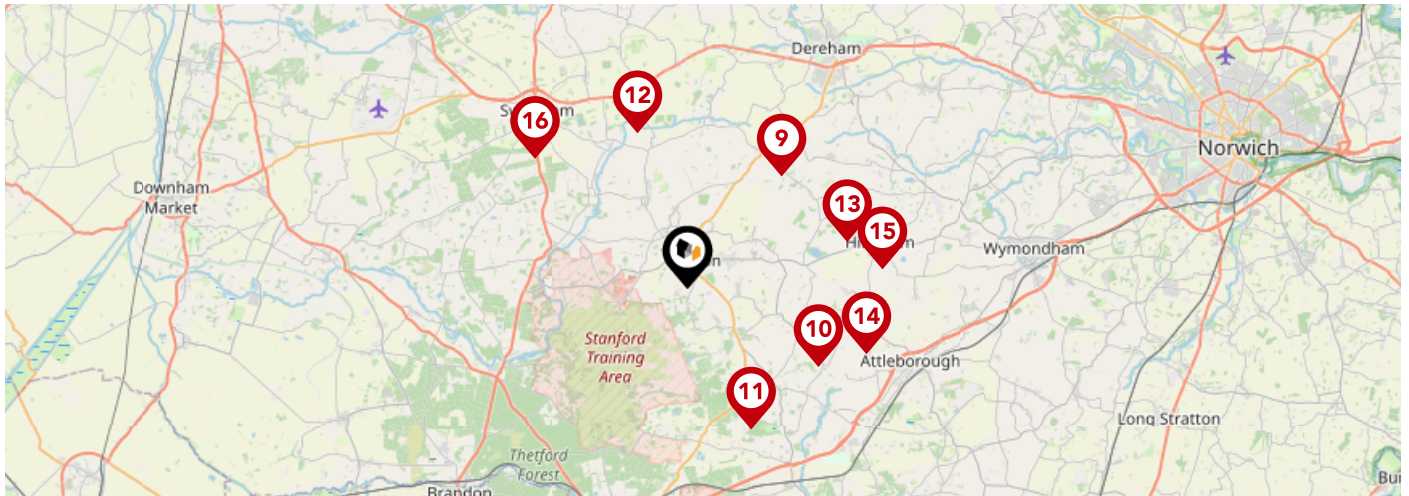 Dereham
12
16
9
Norwich
Downham
Market
13
15
Wymondham
Stanford
Training
Area
10
14
Attleborough
11
Long Stratton
Thetford
Forest
Brandon